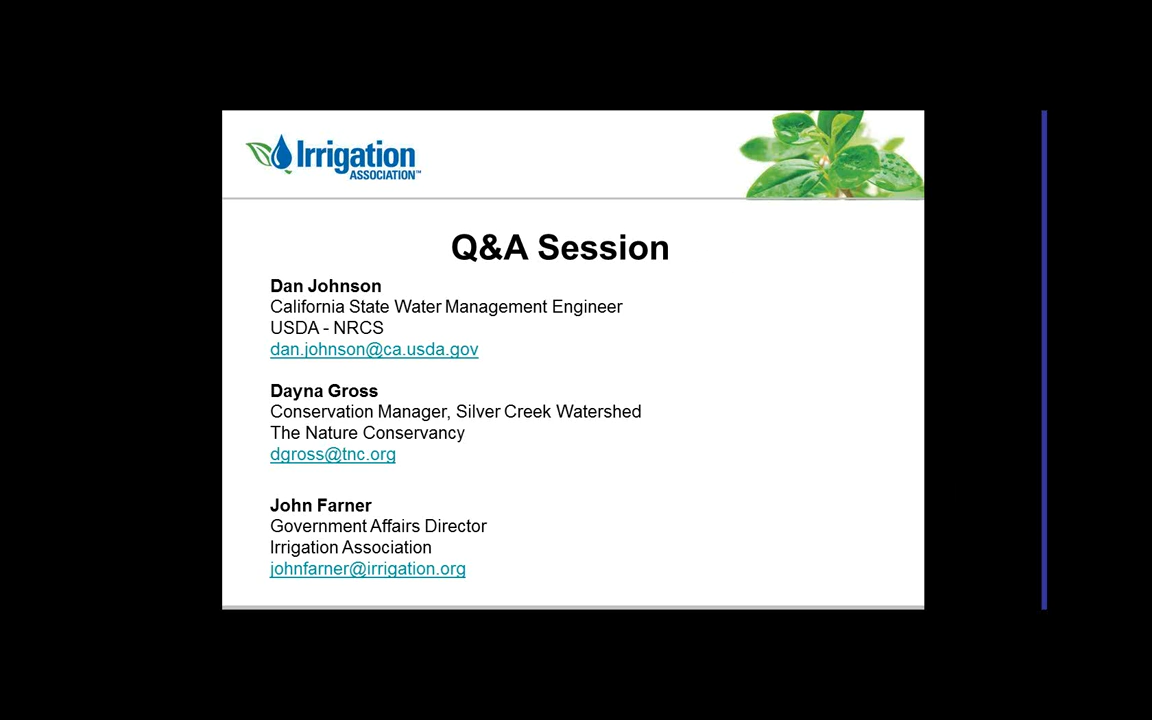 Irrigation
ASSOCIATION™
Q&A Session
Dan Johnson
California State Water Management Engineer
USDA - NRCS
dan.johnson@ca.usda.gov
Dayna Gross
Conservation Manager, Silver Creek Watershed
The Nature Conservancy
dgross@tnc.org
John Farner
Government Affairs Director
Irrigation Association
johnfarner@irrigation.org